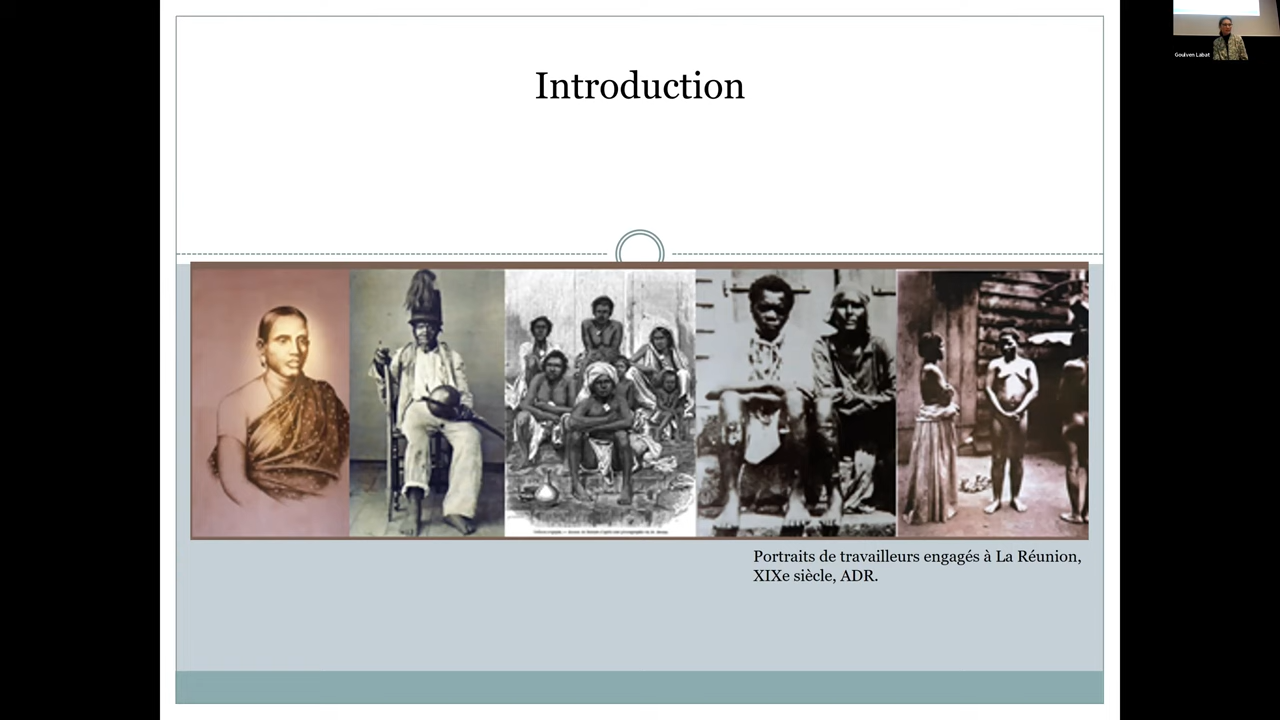 Introduction
Goulven Labat
Portraits de travailleurs engagés à La Réunion,
XIXe siècle, ADR.